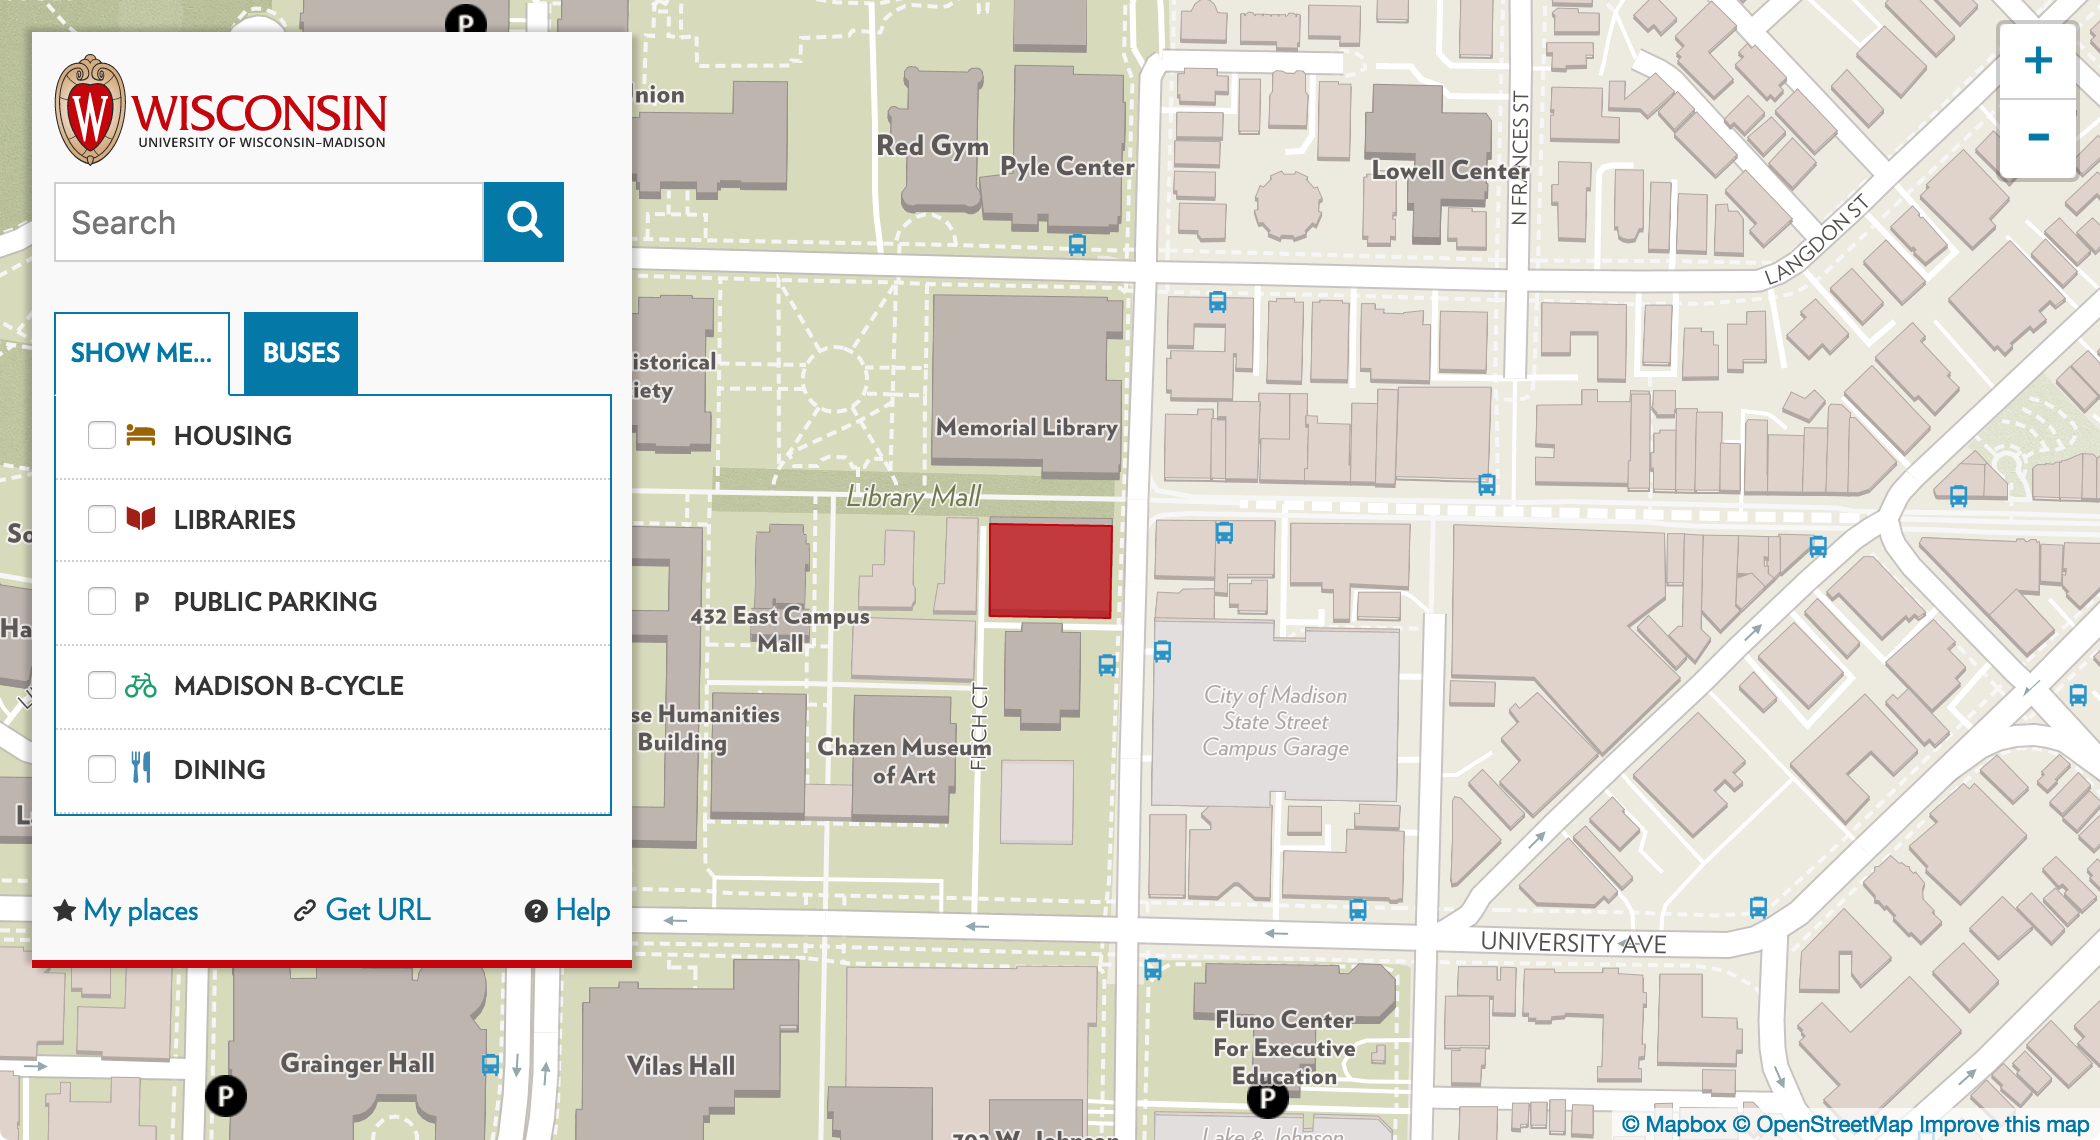 P
W
WISCONSIN
UNIVERSITY OF WISCONSIN–MADISON
Search
SHOW ME...
BUSES
HOUSING
LIBRARIES
P PUBLIC PARKING
MADISON B-CYCLE
DINING
My places
Get URL
? Help
nion
Red Gym
Pyle Center
Lowell Center
N FRANCES ST
LANGDON ST
+
-
istorical
iety
Memorial Library
Library Mall
So
Ha
L
432 East Campus
Mall
se Humanities
Building
Chazen Museum
of Art
FITCH CT
City of Madison
State Street
Campus Garage
UNIVERSITY AVE
Grainger Hall
P
Vilas Hall
Fluno Center
For Executive
Education
P
702 W. Johnson
Lake & Johnson
© Mapbox © OpenStreetMap Improve this map